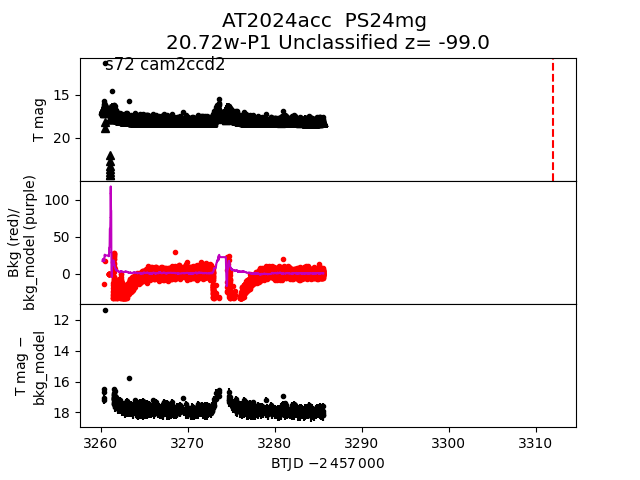 AT2024acc  PS24mg
20.72w-P1 Unclassified z= -99.0
s72 cam2ccd2
T mag
15
20
Bkg (red)/
bkg_model (purple)
100
50
0
T mag −
bkg_model
12
14
16
18
3260 3270 3280 3290 3300 3310
BTJD −2 457 000